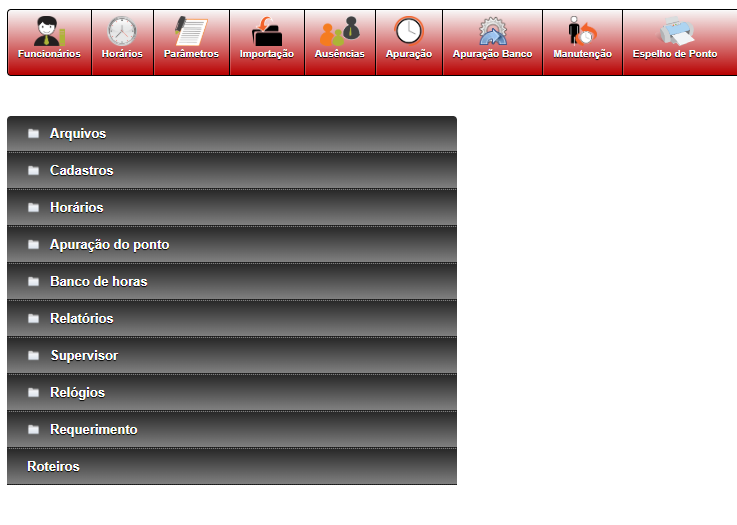 Funcionários
Horários
Parâmetros
Importação
Ausências
Apuração
Apuração Banco
Manutenção
Espelho de Ponto
Arquivos
Cadastros
Horários
Apuração do ponto
Banco de horas
Relatórios
Supervisor
Relógios
Requerimento
Roteiros